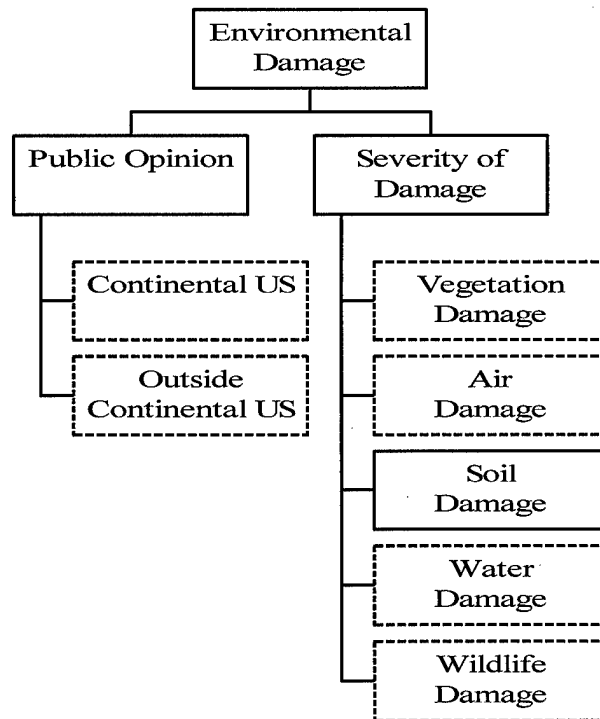 Environmental
Damage
Public Opinion
Severity of
Damage
Continental US
Outside
Continental US
Vegetation
Damage
Air
Damage
Soil
Damage
Water
Damage
Wildlife
Damage